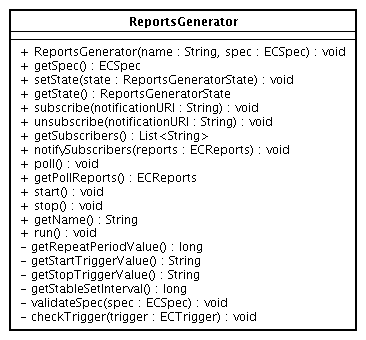 ReportsGenerator
+ ReportsGenerator(name : String, spec : ECSpec) : void
+ getSpec() : ECSpec
+ setState(state : ReportsGeneratorState) : void
+ getState() : ReportsGeneratorState
+ subscribe(notificationURI : String) : void
+ unsubscribe(notificationURI : String) : void
+ getSubscribers() : List<String>
+ notifySubscribers(reports : ECReports) : void
+ poll() : void
+ getPollReports() : ECReports
+ start() : void
+ stop() : void
+ getName() : String
+ run() : void
- getRepeatPeriodValue() : long
- getStartTriggerValue() : String
- getStopTriggerValue() : String
- getStableSetInterval() : long
- validateSpec(spec : ECSpec) : void
- checkTrigger(trigger : ECTrigger) : void